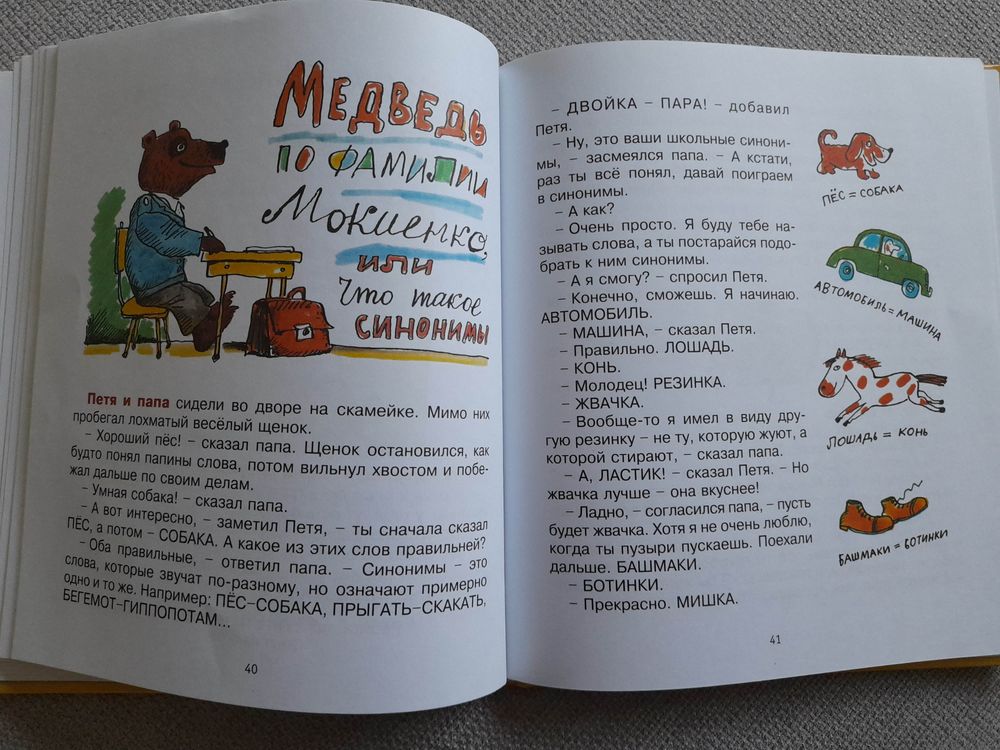 МЕДВЕДЬ
ПО ФАМИЛИИ
Мокиенко,
или
Что такое
СИНОНИМЫ
Петя и папа сидели во дворе на скамейке. Мимо них
пробегал лохматый весёлый щенок.
– Хороший пёс! – сказал папа. Щенок остановился, как
будто понял папины слова, потом вильнул хвостом и побе-
жал дальше по своим делам.
– Умная собака! – сказал папа.
– А вот интересно, – заметил Петя, – ты сначала сказал
ПЁС, а потом – СОБАКА. А какое из этих слов правильней?
– Оба правильные, – ответил папа. – Синонимы – это
слова, которые звучат по-разному, но означают примерно
одно и то же. Например: ПЁС–СОБАКА, ПРЫГАТЬ–СКАКАТЬ,
БЕГЕМОТ–ГИППОПОТАМ...
40
– ДВОЙКА – ПАРА! – добавил
Петя.
– Ну, это ваши школьные синони-
мы, – засмеялся папа. – А кстати,
раз ты всё понял, давай поиграем
в синонимы.
– А как?
– Очень просто. Я буду тебе на-
зывать слова, а ты постарайся подо-
брать к ним синонимы.
– А я смогу? – спросил Петя.
– Конечно, сможешь. Я начинаю.
АВТОМОБИЛЬ.
– МАШИНА, – сказал Петя.
– Правильно. ЛОШАДЬ.
– КОНЬ.
– Молодец! РЕЗИНКА.
– ЖВАЧКА.
– Вообще-то я имел в виду дру-
гую резинку – не ту, которую жуют, а
которой стирают, – сказал папа.
– А, ЛАСТИК! – сказал Петя. – Но
жвачка лучше – она вкуснее!
– Ладно, – согласился папа, – пусть
будет жвачка. Хотя я не очень люблю,
когда ты пузыри пускаешь. Поехали
дальше. БАШМАКИ.
– БОТИНКИ.
– Прекрасно. МИШКА.
ПЁС = СОБАКА
АВТОМОБИЛЬ = МАШИНА
ЛОШАДЬ = КОНЬ
БАШМАКИ = БОТИНКИ
41